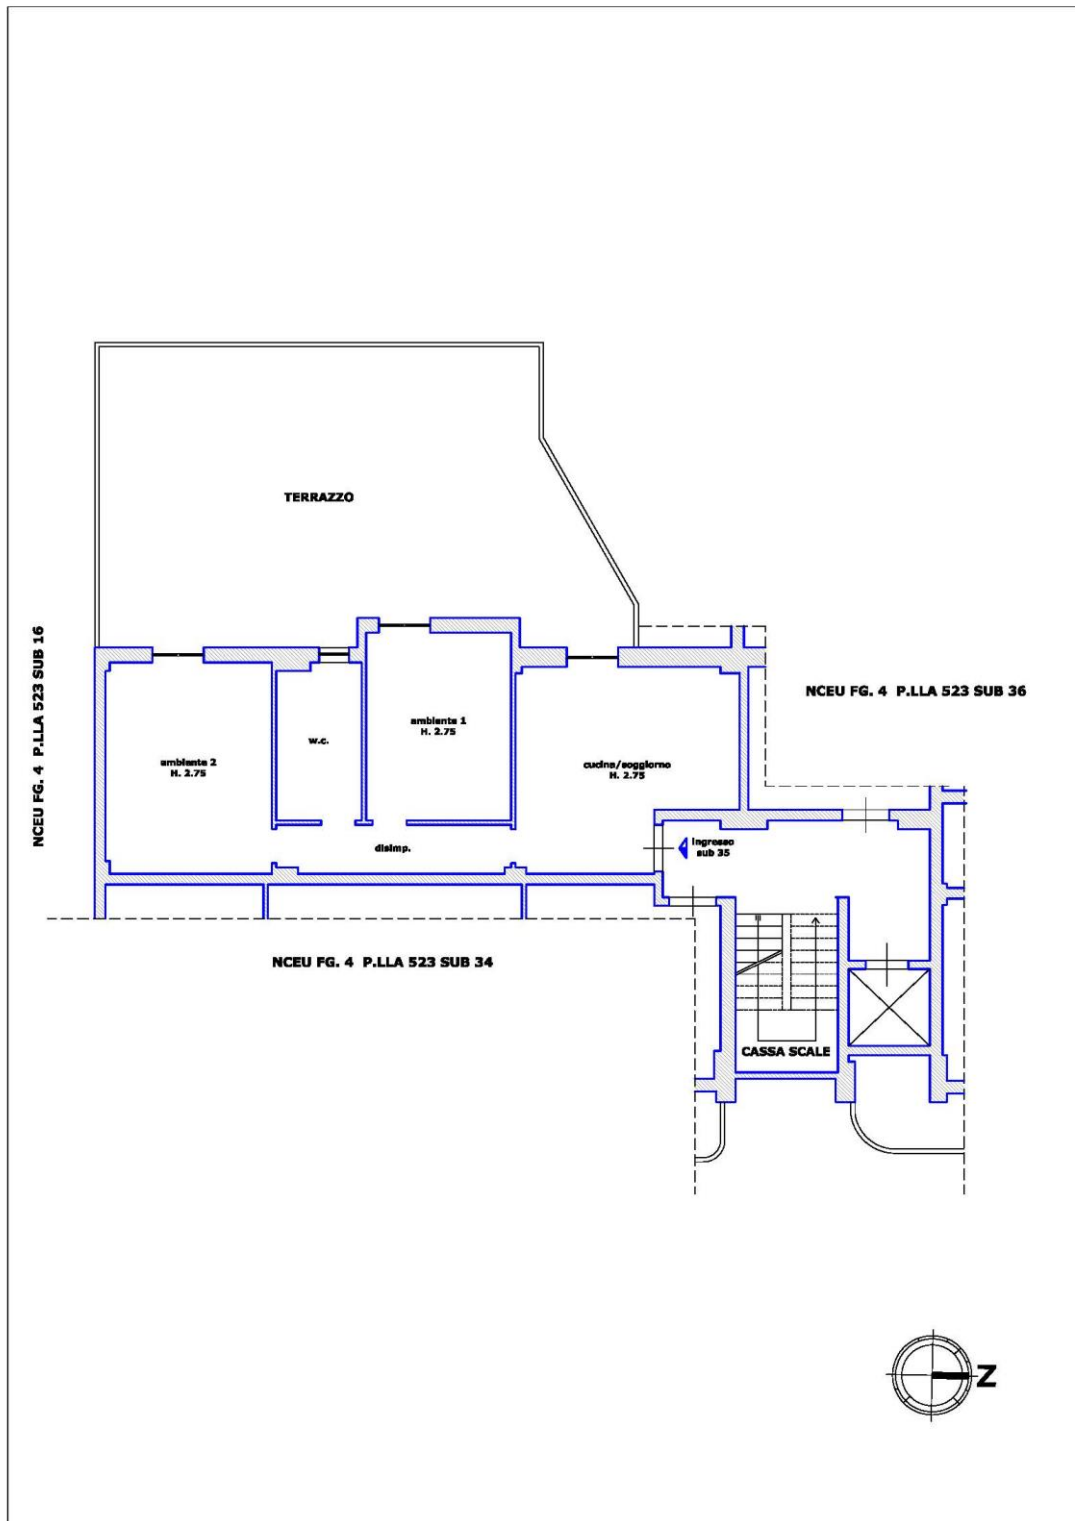 TERRAZZO
NCEU FG. 4 P.LLA 523 SUB 16
NCEU FG. 4 P.LLA 523 SUB 36
ambiente 1
H. 2.75
w.c.
ambiente 2
H. 2.75
cucina/soggiorno
H. 2.75
disimp.
ingresso
sub 35
NCEU FG. 4 P.LLA 523 SUB 34
CASSA SCALE
N